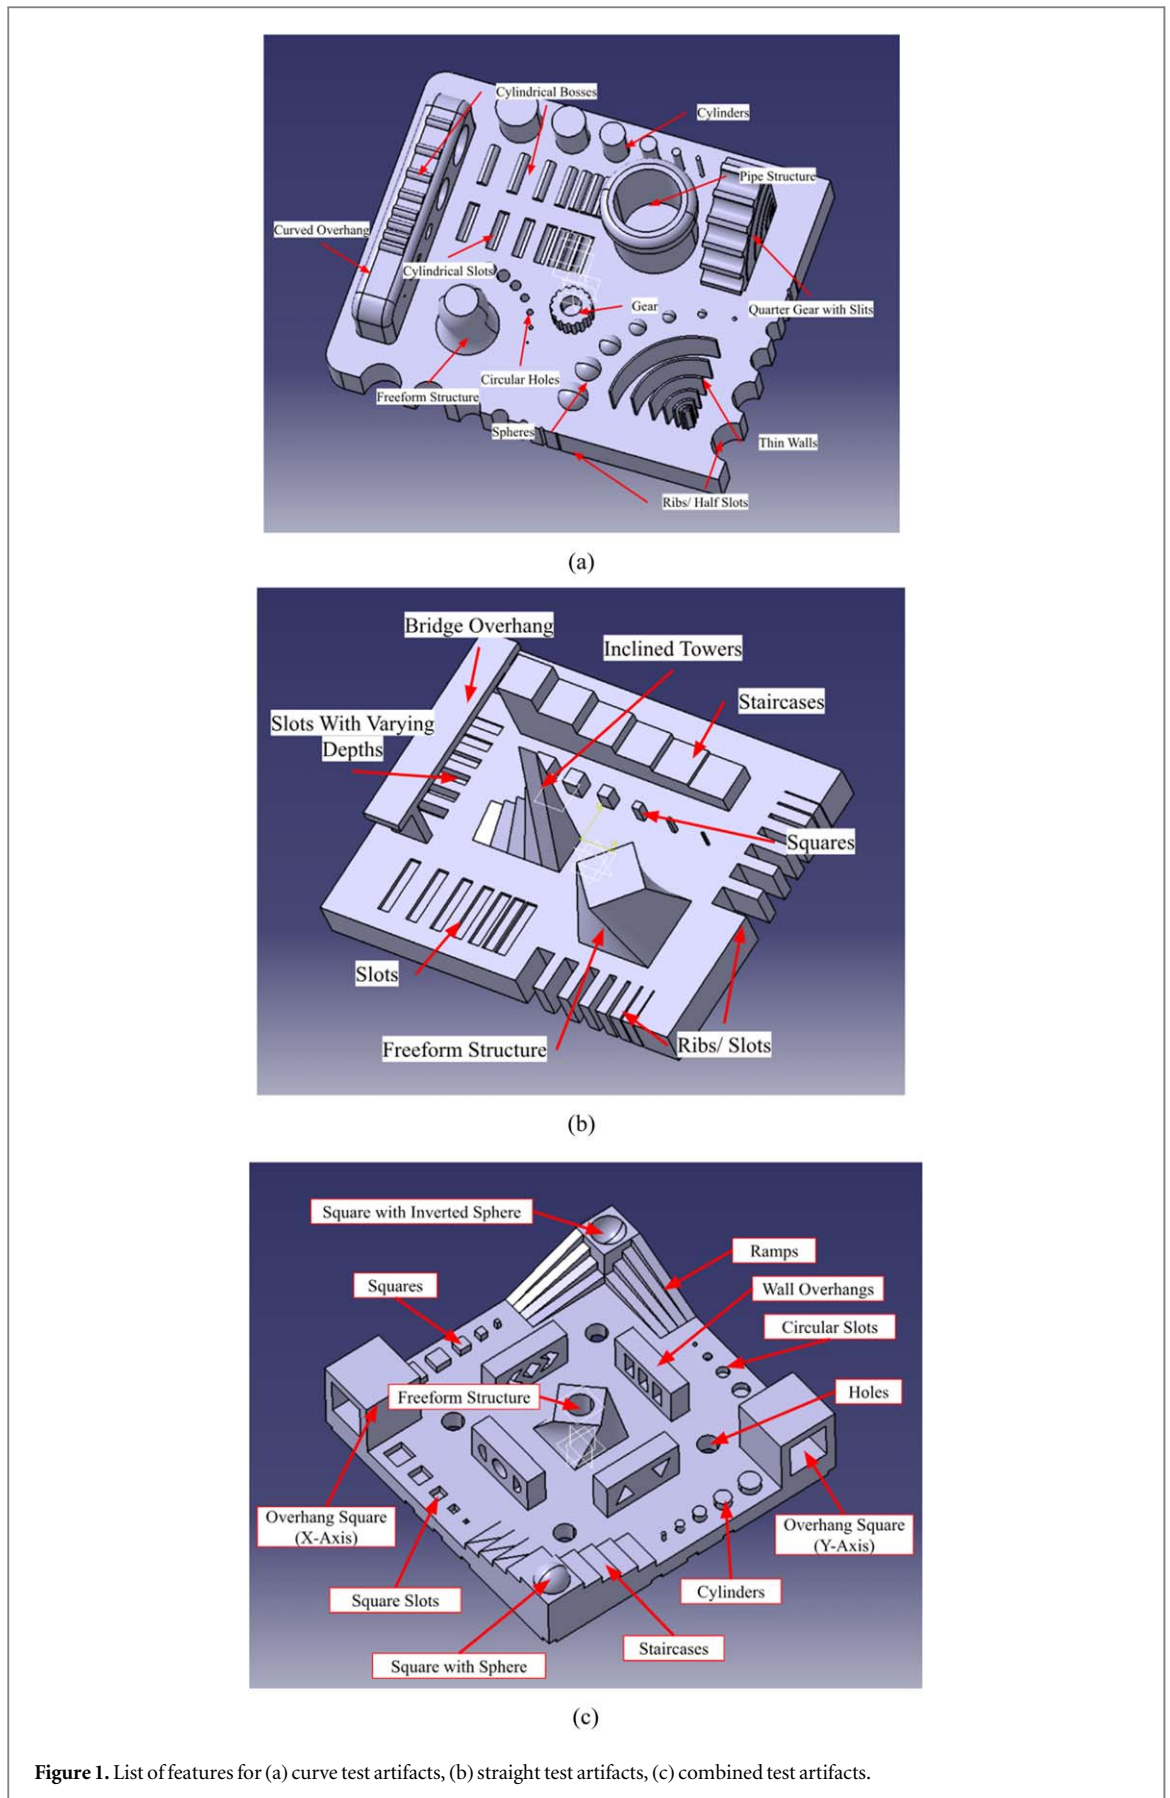 Cylindrical Bosses
Cylinders
Pipe Structure
Curved Overhang
Cylindrical Slots
Gear
Quarter Gear with Slits
Circular Holes
Freeform Structure
Spheres
Thin Walls
Ribs/ Half Slots
(a)
Bridge Overhang
Inclined Towers
Staircases
Slots With Varying
Depths
Squares
Slots
Freeform Structure
Ribs/ Slots
(b)
Square with Inverted Sphere
Ramps
Squares
Wall Overhangs
Circular Slots
Freeform Structure
Holes
Overhang Square
(X-Axis)
Overhang Square
(Y-Axis)
Square Slots
Cylinders
Staircases
Square with Sphere
(c)
Figure 1. List of features for (a) curve test artifacts, (b) straight test artifacts, (c) combined test artifacts.